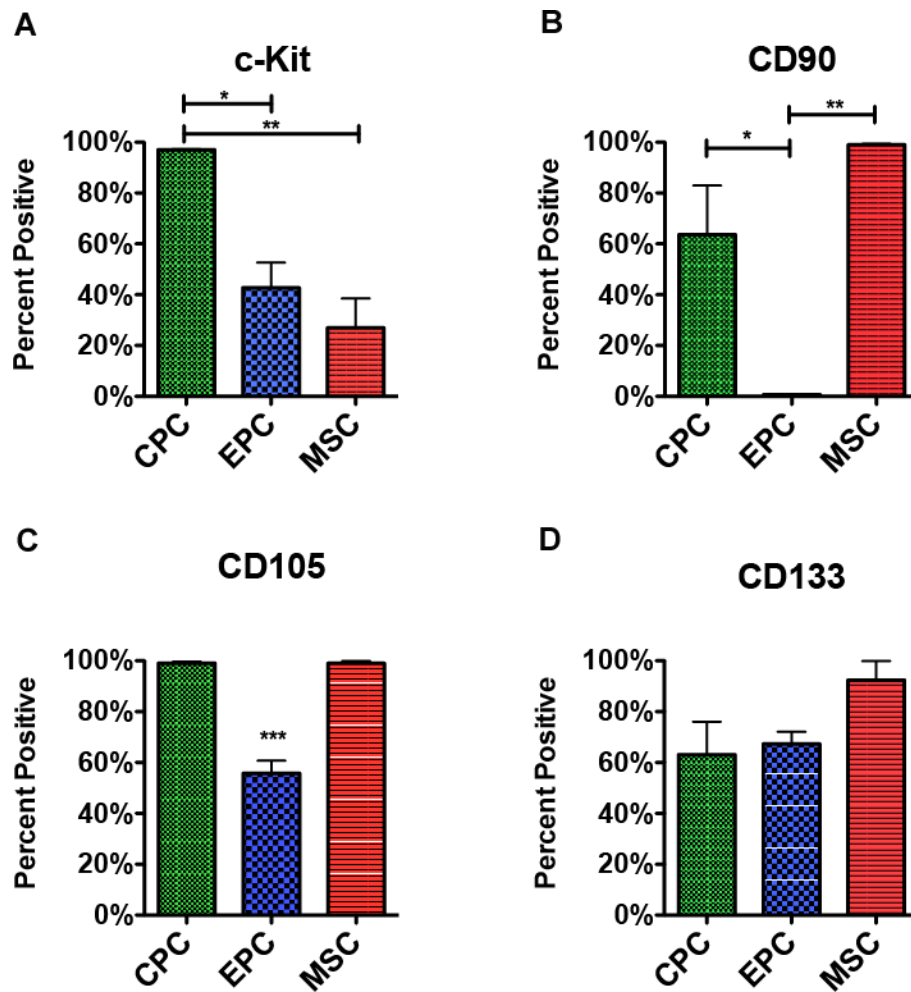 A
c-Kit
*
**
Percent Positive
100%
80%
60%
40%
20%
0%
CPC
EPC
MSC
B
CD90
**
*
Percent Positive
100%
80%
60%
40%
20%
0%
CPC
EPC
MSC
C
CD105
Percent Positive
100%
80%
60%
40%
20%
0%
***
CPC
EPC
MSC
D
CD133
Percent Positive
100%
80%
60%
40%
20%
0%
CPC
EPC
MSC